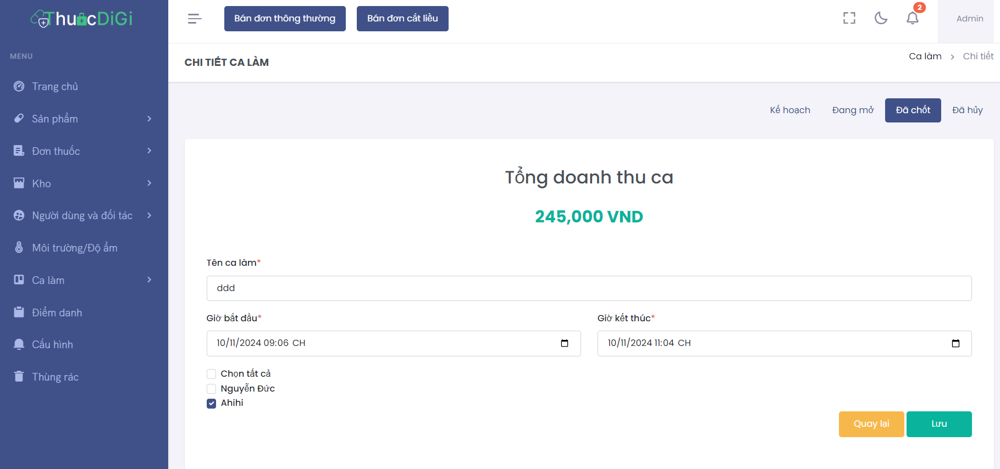 ThuốcDiGi
MENU
Trang chủ
Sản phẩm
Đơn thuốc
Kho
Người dùng và đối tác
Môi trường/Độ ẩm
Ca làm
Điểm danh
Cấu hình
Thùng rác
Bán đơn thông thường Bán đơn cắt liều
2
Admin
CHI TIẾT CA LÀM
Ca làm > Chi tiết
Kế hoạch Đang mở Đã chốt Đã hủy
Tổng doanh thu ca
245,000 VND
Tên ca làm*
ddd
Giờ bắt đầu* Giờ kết thúc*
10/11/2024 09:06 CH 10/11/2024 11:04 CH
Chọn tất cả
Nguyễn Đức
Ahihi
Quay lại Lưu